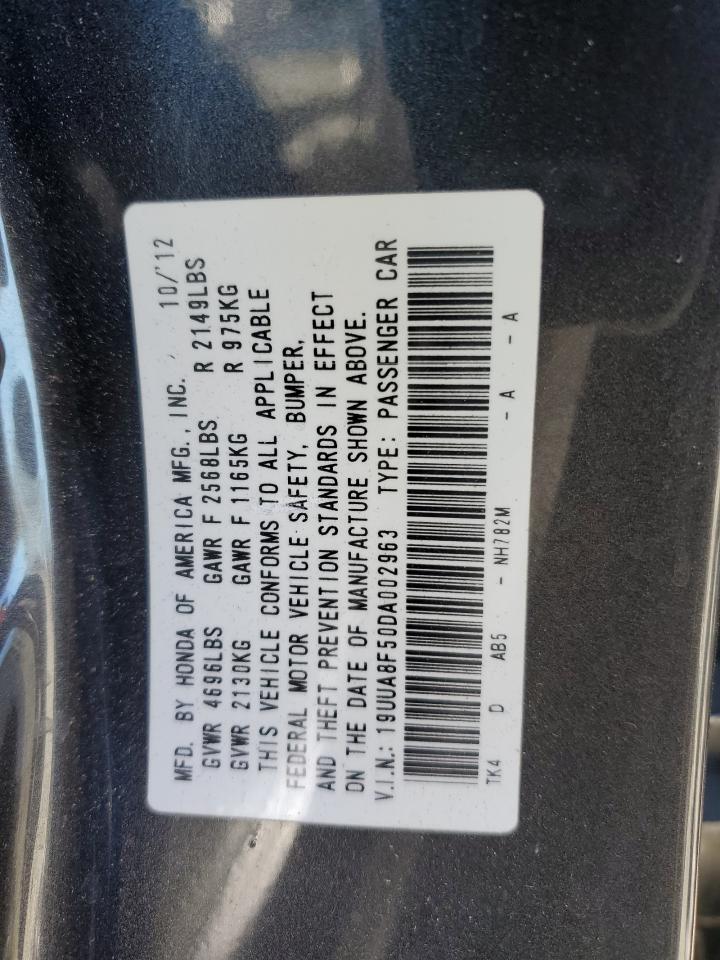 MFD. BY HONDA OF AMERICA MFG., INC. 10/'12
GVWR 4696LBS GAWR F 2568LBS R 2149LBS
GVWR 2130KG GAWR F 1165KG R 975KG
THIS VEHICLE CONFORMS TO ALL APPLICABLE
FEDERAL MOTOR VEHICLE SAFETY, BUMPER,
AND THEFT PREVENTION STANDARDS IN EFFECT
ON THE DATE OF MANUFACTURE SHOWN ABOVE.
V.I.N.: 19UUA8F50DA002963 TYPE: PASSENGER CAR
TK4 D AB5 - NH782M - A - A